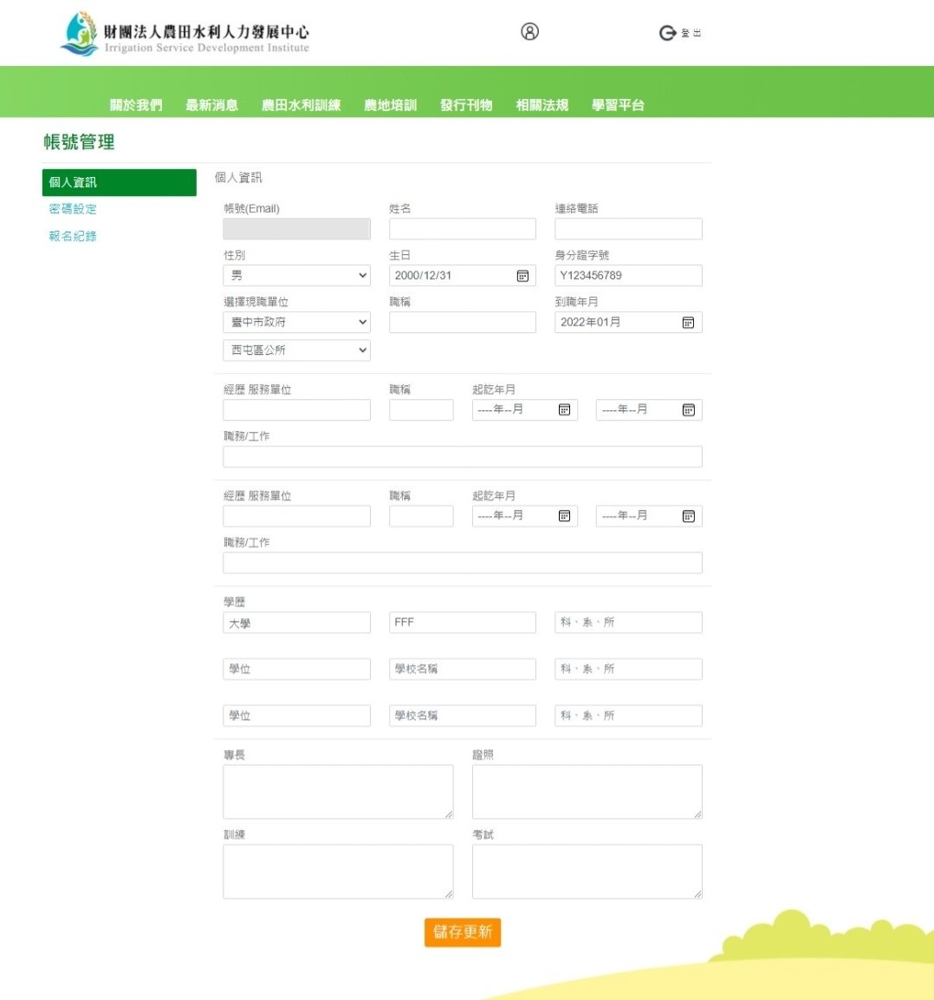 財團法人農田水利人力發展中心
Irrigation Service Development Institute
登出
關於我們 最新消息 農田水利訓練 農地培訓 發行刊物 相關法規 學習平台
帳號管理
個人資訊
密碼設定
報名紀錄
個人資訊
帳號(Email) 姓名 連絡電話
性別 生日 身分證字號
男 2000/12/31 Y123456789
選擇現職單位 職稱 到職年月
臺中市政府 2022年01月
西屯區公所
經歷 服務單位 職稱 起訖年月
----年--月 ----年--月
職務/工作
經歷 服務單位 職稱 起訖年月
----年--月 ----年--月
職務/工作
學歷
大學 FFF 科、系、所
學位 學校名稱 科、系、所
學位 學校名稱 科、系、所
專長 證照
訓練 考試
儲存更新